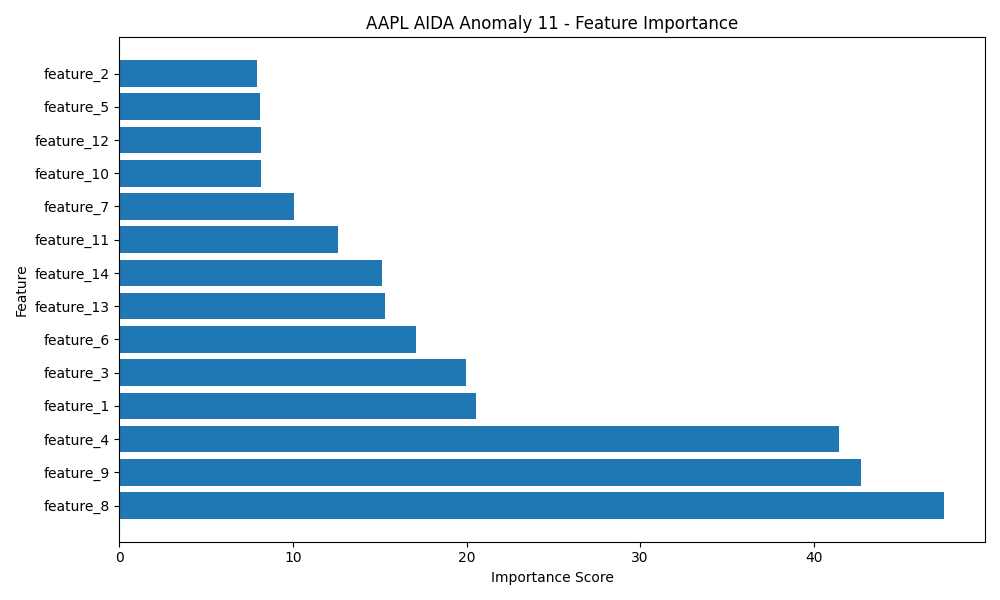 AAPL AIDA Anomaly 11 - Feature Importance
Feature
feature_2
feature_5
feature_12
feature_10
feature_7
feature_11
feature_14
feature_13
feature_6
feature_3
feature_1
feature_4
feature_9
feature_8
0 10 20 30 40
Importance Score